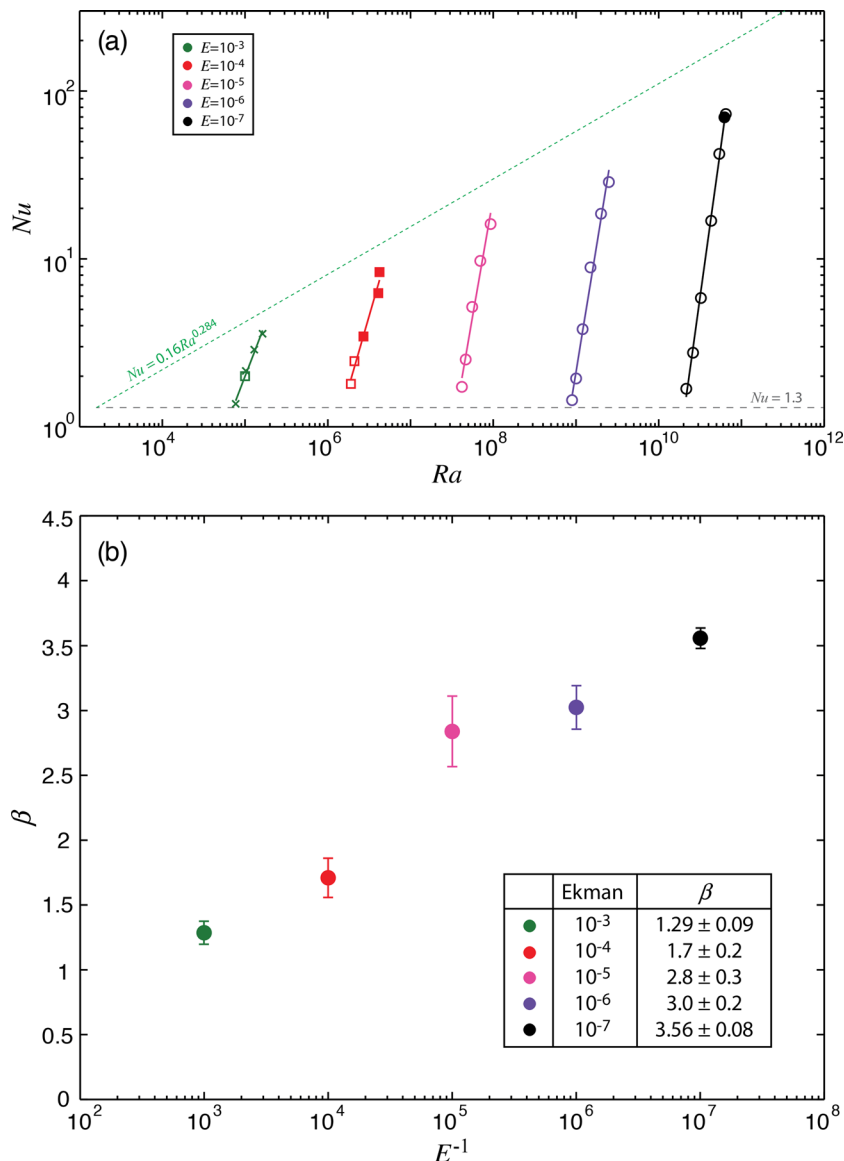 (a)
E=10⁻³
E=10⁻⁴
E=10⁻⁵
E=10⁻⁶
E=10⁻⁷
10²
10¹
10⁰
Nu
Nu = 0.16Ra^0.284
Nu = 1.3
10⁴ 10⁶ 10⁸ 10¹⁰ 10¹²
Ra
(b)
4.5
4
3.5
3
2.5
2
1.5
1
0.5
0
β
Ekman β
10⁻³ 1.29 ± 0.09
10⁻⁴ 1.7 ± 0.2
10⁻⁵ 2.8 ± 0.3
10⁻⁶ 3.0 ± 0.2
10⁻⁷ 3.56 ± 0.08
10² 10³ 10⁴ 10⁵ 10⁶ 10⁷ 10⁸
E⁻¹